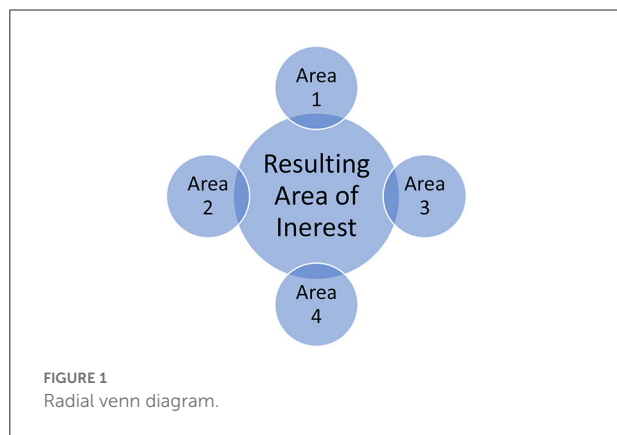 Area
1
Resulting
Area of
Inerest
Area
2
Area
3
Area
4
FIGURE 1
Radial venn diagram.